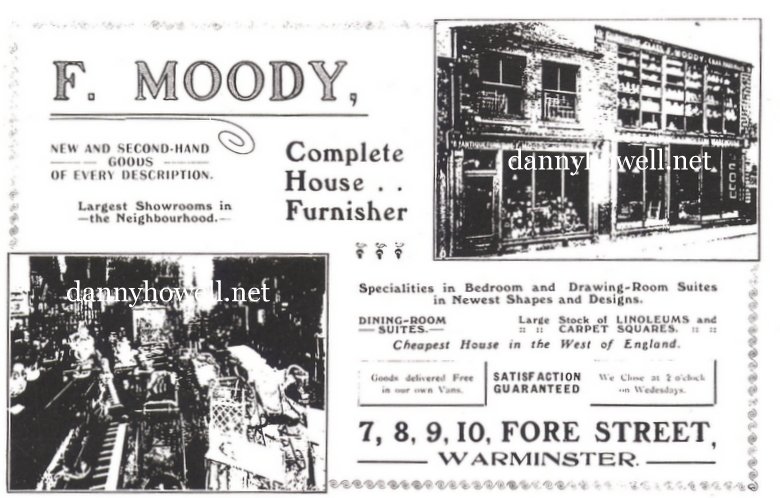 F. MOODY,
NEW AND SECOND-HAND
GOODS
OF EVERY DESCRIPTION.
Largest Showrooms in
the Neighbourhood.
Complete
House . .
Furnisher
dannyhowell.net
dannyhowell.net
Specialities in Bedroom and Drawing-Room Suites
in Newest Shapes and Designs.
DINING-ROOM
SUITES.
Large Stock of LINOLEUMS and
:: :: CARPET SQUARES. :: ::
Cheapest House in the West of England.
Goods delivered Free
in our own Vans.
SATISFACTION
GUARANTEED
We Close at 2 o'clock
on Wedesdays.
7, 8, 9, 10, FORE STREET,
WARMINSTER.